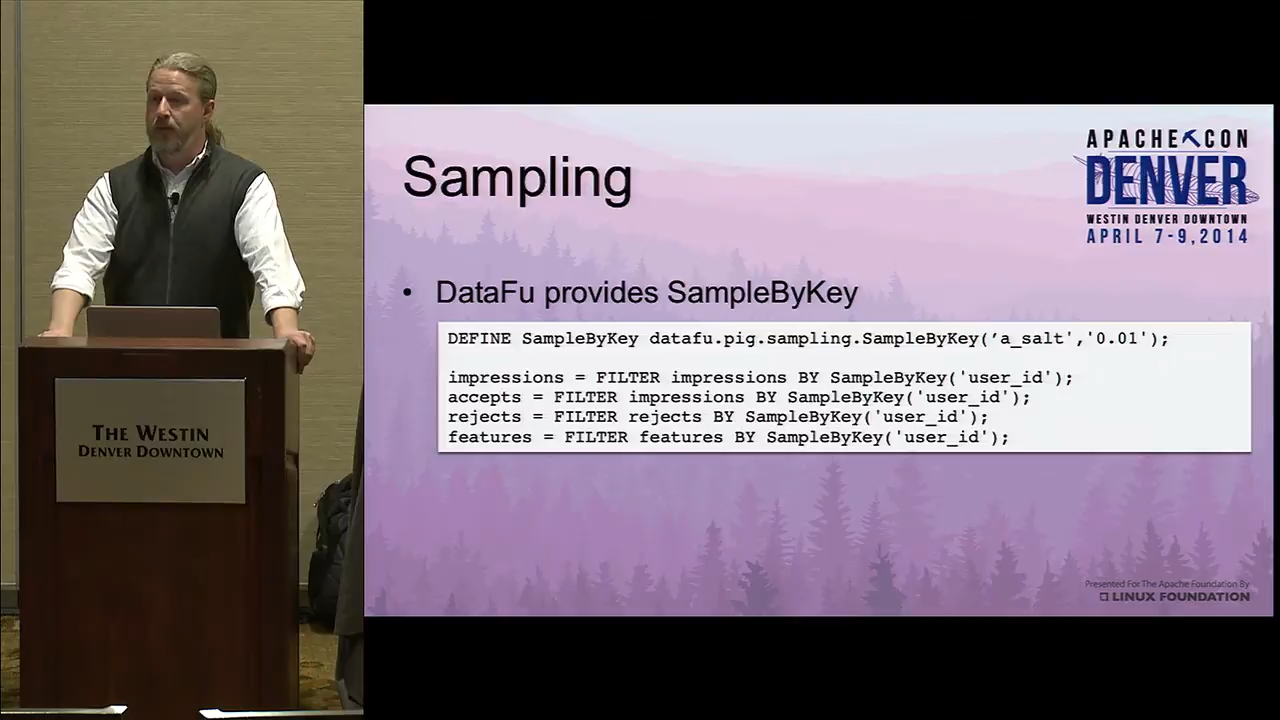 THE WESTIN
DENVER DOWNTOWN
Sampling
APACHE CON
DENVER
WESTIN DENVER DOWNTOWN
APRIL 7-9, 2014
• DataFu provides SampleByKey
DEFINE SampleByKey datafu.pig.sampling.SampleByKey('a_salt','0.01');
impressions = FILTER impressions BY SampleByKey('user_id');
accepts = FILTER impressions BY SampleByKey('user_id');
rejects = FILTER rejects BY SampleByKey('user_id');
features = FILTER features BY SampleByKey('user_id');
Presented For The Apache Foundation By
LINUX FOUNDATION